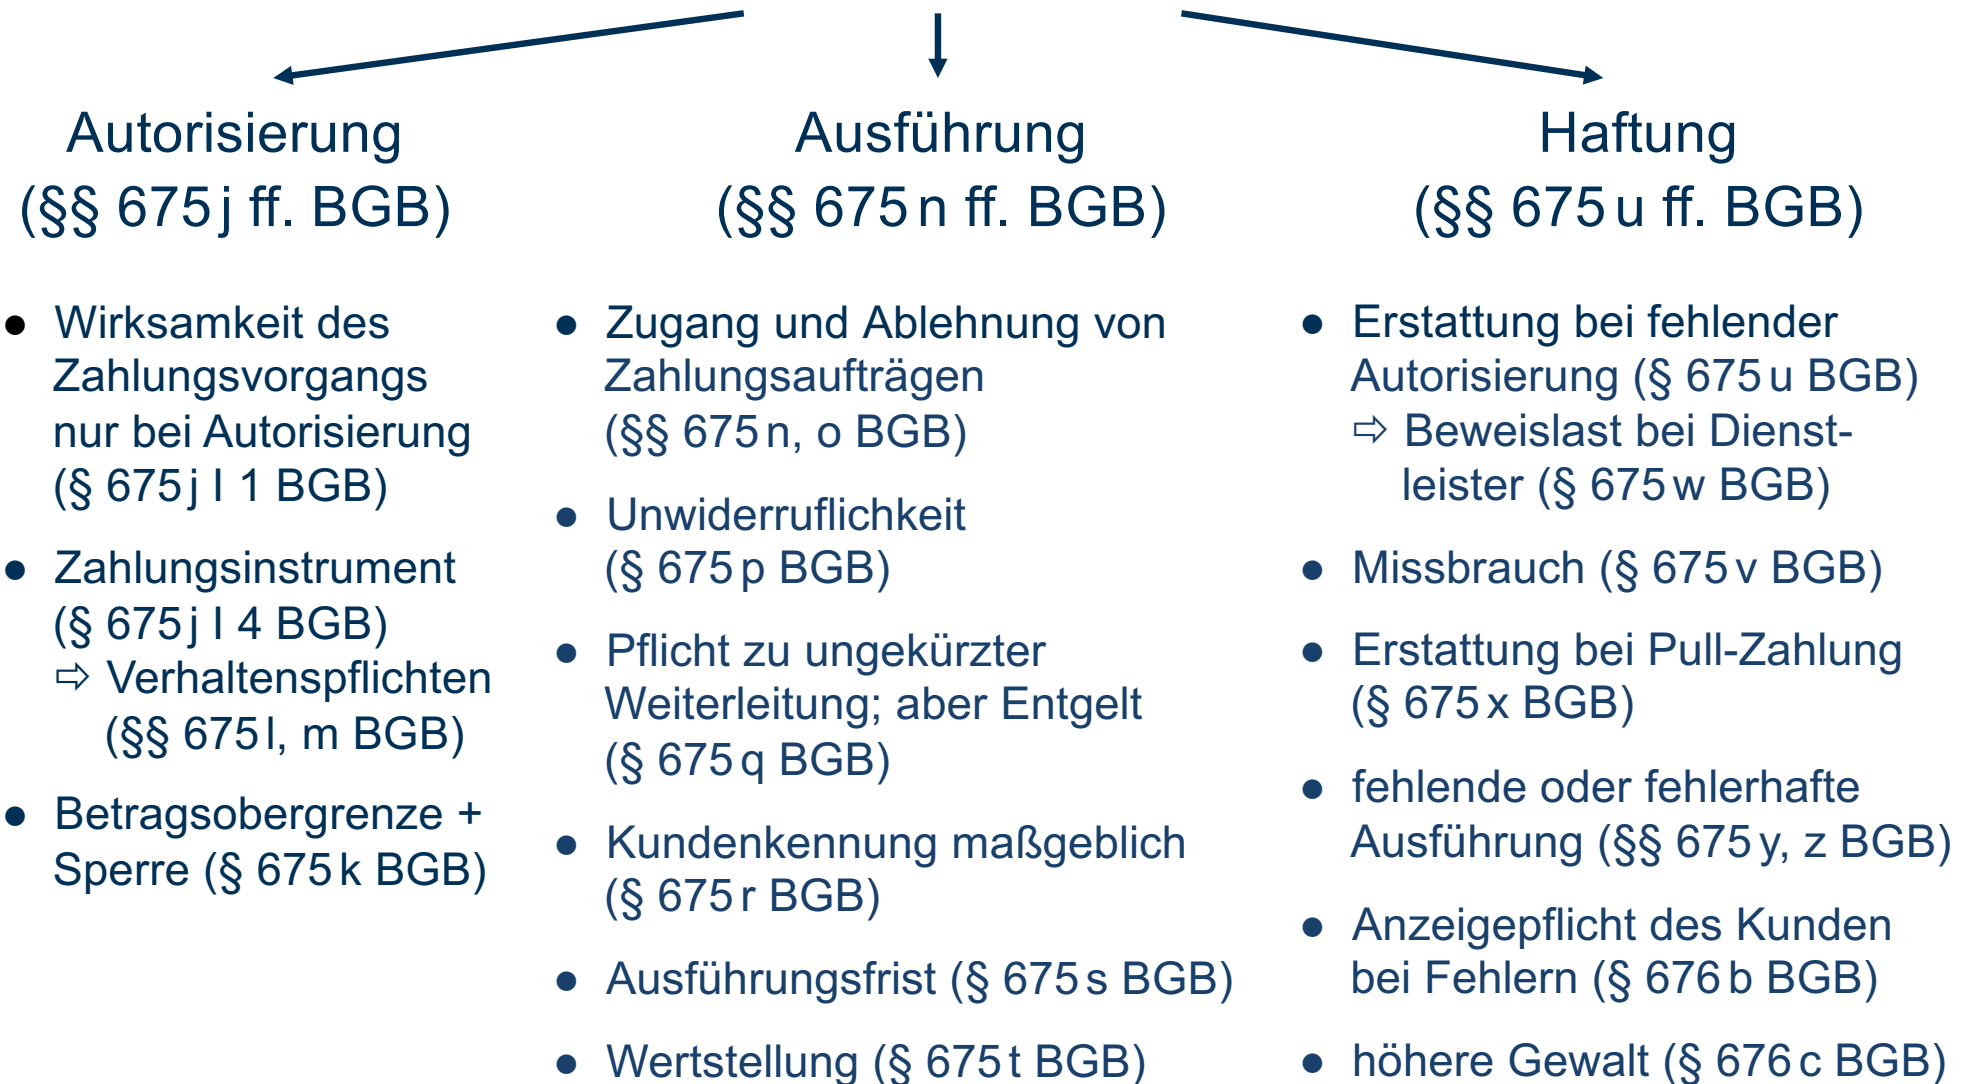 Autorisierung
(§§ 675 j ff. BGB)
● Wirksamkeit des
Zahlungsvorgangs
nur bei Autorisierung
(§ 675 j I 1 BGB)
● Zahlungsinstrument
(§ 675 j I 4 BGB)
⇨ Verhaltenspflichten
(§§ 675 l, m BGB)
● Betragsobergrenze +
Sperre (§ 675 k BGB)
Ausführung
(§§ 675 n ff. BGB)
● Zugang und Ablehnung von
Zahlungsaufträgen
(§§ 675 n, o BGB)
● Unwiderruflichkeit
(§ 675 p BGB)
● Pflicht zu ungekürzter
Weiterleitung; aber Entgelt
(§ 675 q BGB)
● Kundenkennung maßgeblich
(§ 675 r BGB)
● Ausführungsfrist (§ 675 s BGB)
● Wertstellung (§ 675 t BGB)
Haftung
(§§ 675 u ff. BGB)
● Erstattung bei fehlender
Autorisierung (§ 675 u BGB)
⇨ Beweislast bei Dienst-
leister (§ 675 w BGB)
● Missbrauch (§ 675 v BGB)
● Erstattung bei Pull-Zahlung
(§ 675 x BGB)
● fehlende oder fehlerhafte
Ausführung (§§ 675 y, z BGB)
● Anzeigepflicht des Kunden
bei Fehlern (§ 676 b BGB)
● höhere Gewalt (§ 676 c BGB)